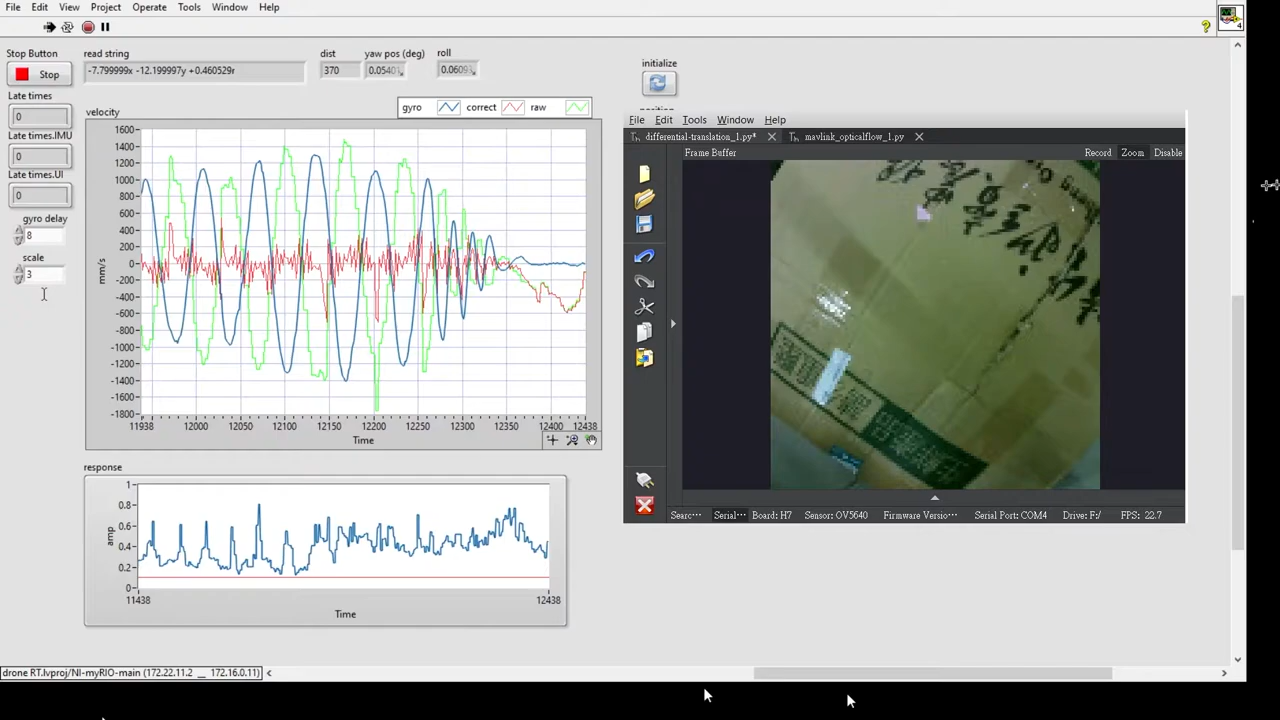 File Edit View Project Operate Tools Window Help
4
Stop Button
Stop
read string
-7.799999x -12.199997y +0.460529r
dist
370
yaw pos (deg)
0.05401
roll
0.0609
initialize
Late times
0
Late times.IMU
0
Late times.UI
0
gyro delay
8
scale
3
velocity
gyro correct raw
1600
1400
1200
1000
800
600
400
200
0
-200
-400
-600
-800
-1000
-1200
-1400
-1600
-1800
mm/s
11938 12000 12050 12100 12150 12200 12250 12300 12350 12400 12438
Time
response
1
0.8
0.6
0.4
0.2
0
amp
11438 12438
Time
File Edit Tools Window Help
differential-translation_1.py* mavlink_opticalflow_1.py
Frame Buffer Record Zoom Disable
Searc··· Serial··· Board: H7 Sensor: OV5640 Firmware Versio··· Serial Port: COM4 Drive: F:/ FPS: 22.7
drone RT.lvproj/NI-myRIO-main (172.22.11.2 __ 172.16.0.11)